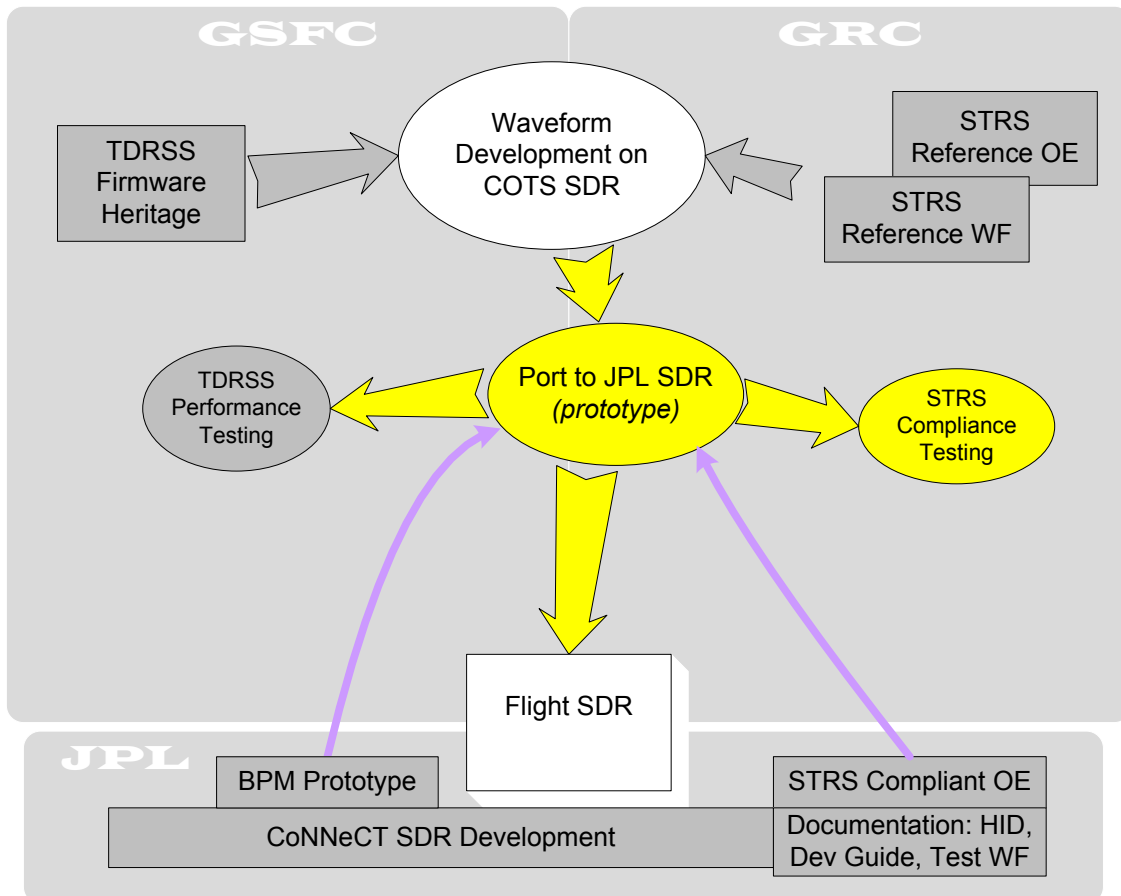 GSFC
GRC
TDRSS
Firmware
Heritage
Waveform
Development on
COTS SDR
STRS
Reference OE
STRS
Reference WF
TDRSS
Performance
Testing
Port to JPL SDR
(prototype)
STRS
Compliance
Testing
Flight SDR
JPL
BPM Prototype
STRS Compliant OE
CoNNeCT SDR Development
Documentation: HID,
Dev Guide, Test WF